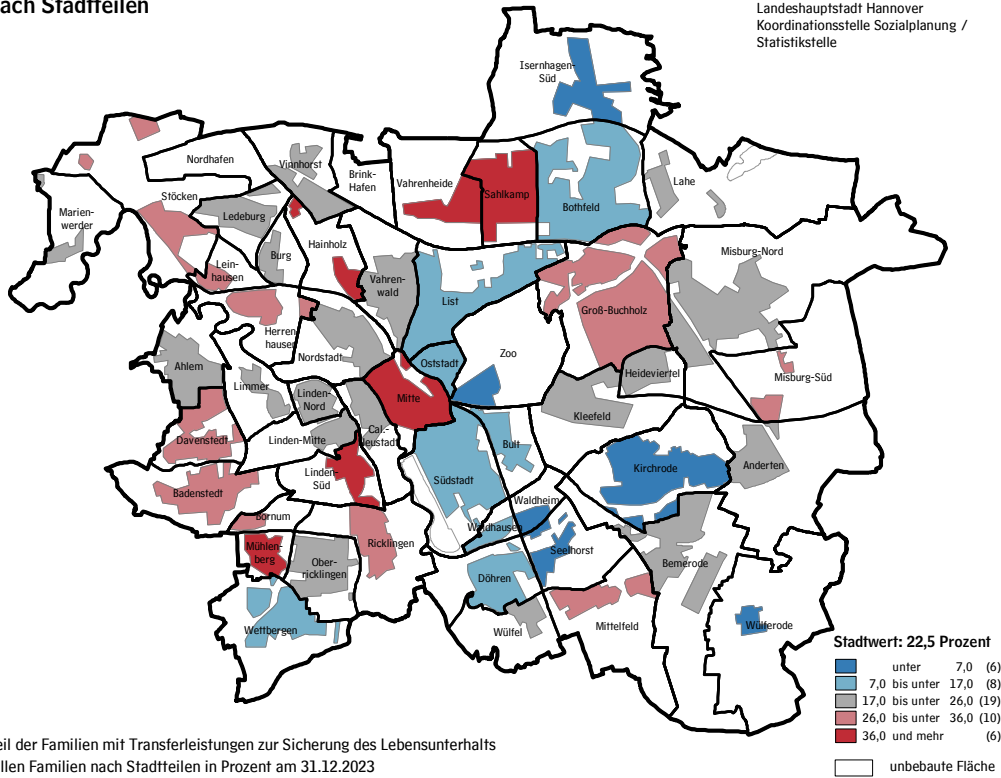 ach Stadtteilen
Landeshauptstadt Hannover
Koordinationsstelle Sozialplanung /
Statistikstelle
Isernhagen-
Süd
Nordhafen
Vinnhorst
Brink-
Hafen
Vahrenheide
Sahlkamp
Bothfeld
Lahe
Stöcken
Marien-
werder
Ledeburg
Burg
Hainholz
Lein-
hausen
Vahren-
wald
List
Misburg-Nord
Groß-Buchholz
Herren-
hausen
Nordstadt
Oststadt
Zoo
Heideviertel
Misburg-Süd
Ahlem
Limmer
Linden-
Nord
Mitte
Kleefeld
Davenstedt
Linden-Mitte
Cal.-
Neustadt
Bult
Kirchrode
Anderten
Badenstedt
Linden-
Süd
Südstadt
Waldheim
Bornum
Waldhausen
Ricklingen
Seelhorst
Mühlen-
berg
Ober-
ricklingen
Döhren
Bemerode
Wettbergen
Wülfel
Mittelfeld
Wülferode
Stadtwert: 22,5 Prozent
unter 7,0 (6)
7,0 bis unter 17,0 (8)
17,0 bis unter 26,0 (19)
26,0 bis unter 36,0 (10)
36,0 und mehr (6)
unbebaute Fläche
eil der Familien mit Transferleistungen zur Sicherung des Lebensunterhalts
llen Familien nach Stadtteilen in Prozent am 31.12.2023